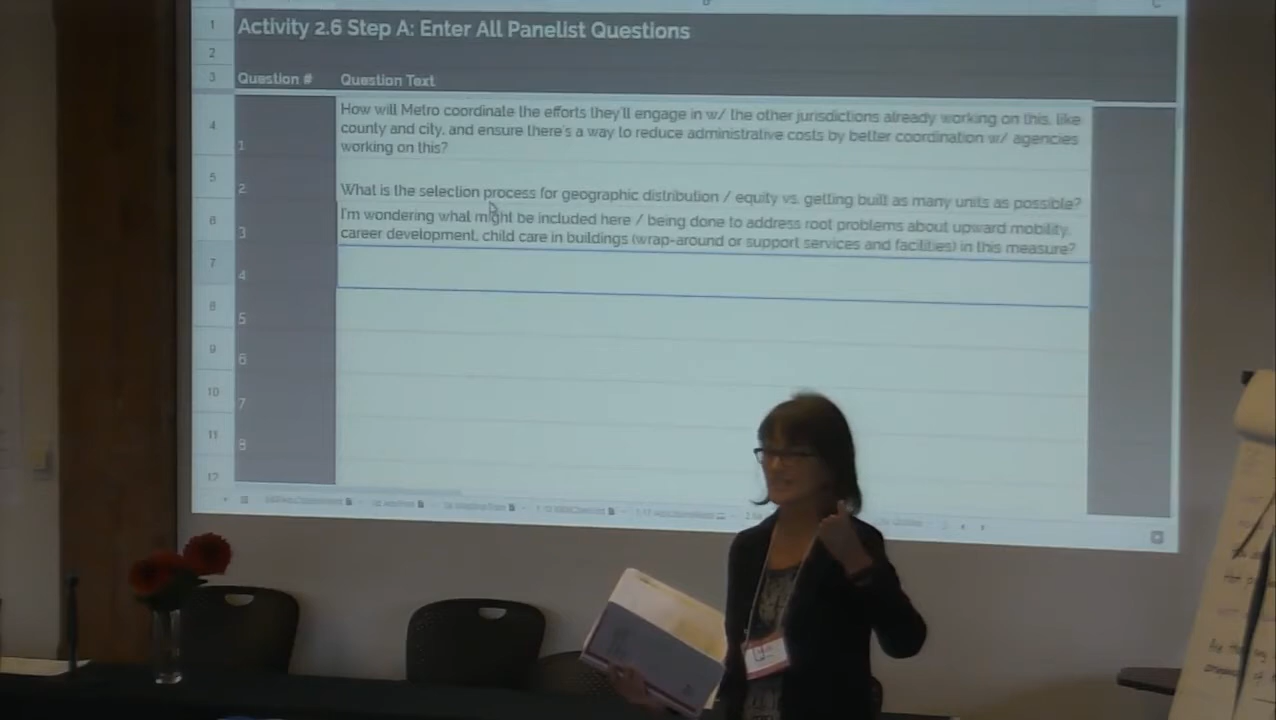 1 Activity 2.6 Step A: Enter All Panelist Questions
2
3 Question # Question Text
4 How will Metro coordinate the efforts they'll engage in w/ the other jurisdictions already working on this, like
county and city, and ensure there's a way to reduce administrative costs by better coordination w/ agencies
1 working on this?
5
2 What is the selection process for geographic distribution / equity vs. getting built as many units as possible?
6 I'm wondering what might be included here / being done to address root problems about upward mobility,
3 career development, child care in buildings (wrap-around or support services and facilities) in this measure?
7
4
8
5
9
6
10
7
11
8
12